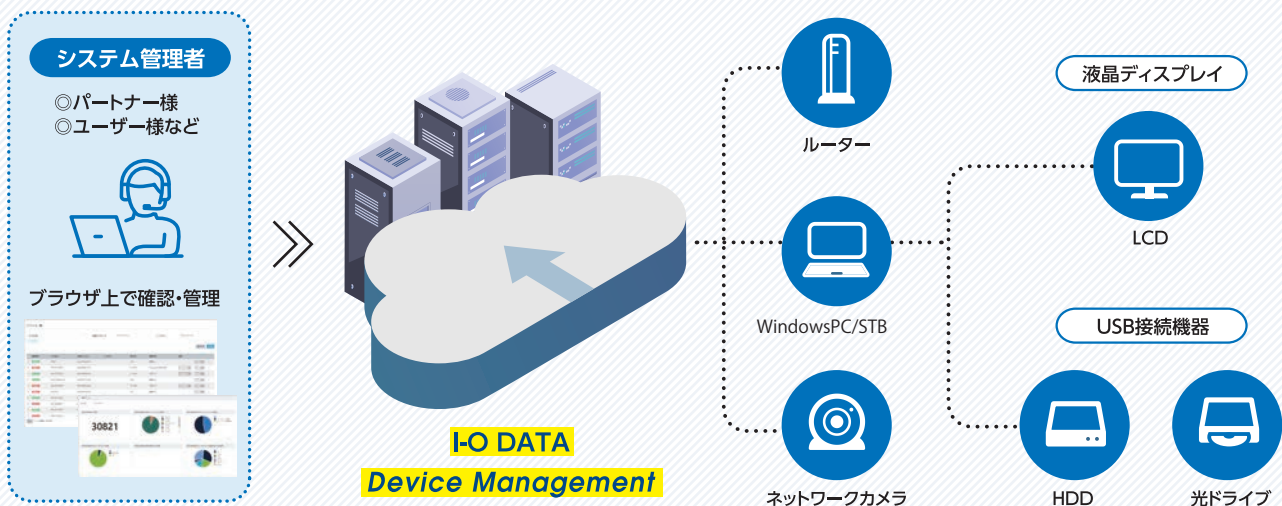 システム管理者
◎パートナー様
◎ユーザー様など
ブラウザ上で確認・管理
30821
I-O DATA
Device Management
ルーター
WindowsPC/STB
ネットワークカメラ
液晶ディスプレイ
LCD
USB接続機器
HDD
光ドライブ